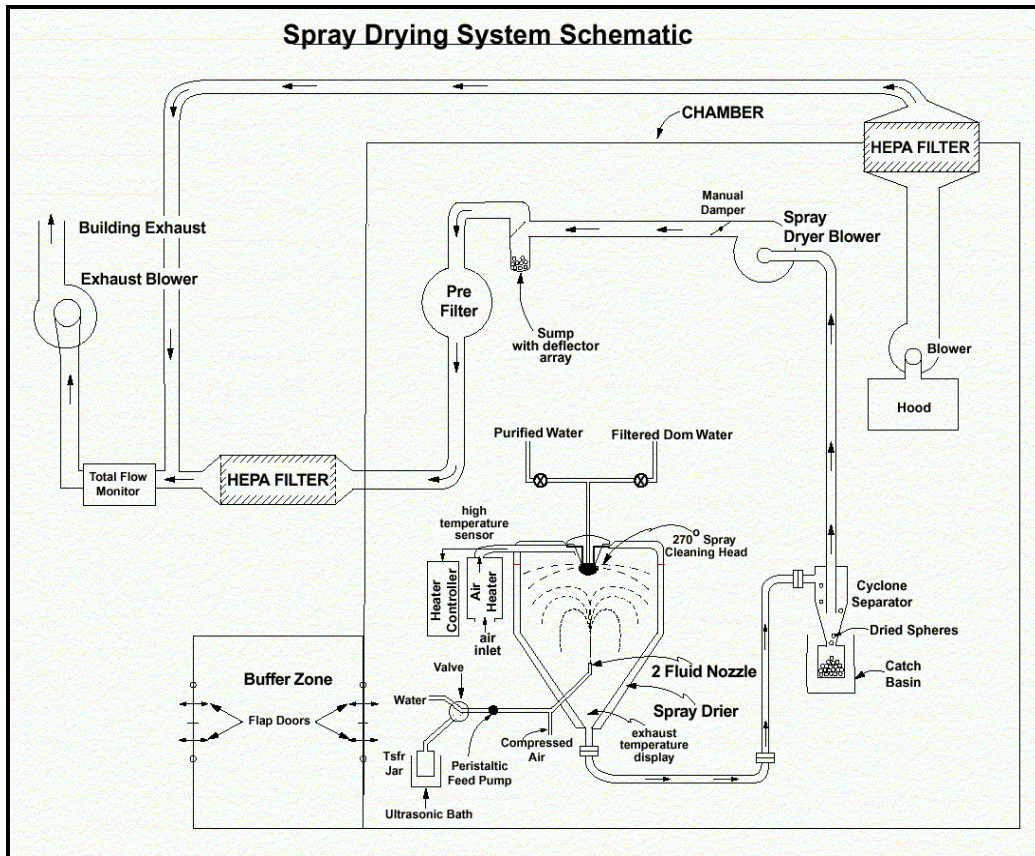 Spray Drying System Schematic
CHAMBER
HEPA FILTER
Manual
Damper
Spray
Dryer Blower
Building Exhaust
Exhaust Blower
Pre
Filter
Sump
with deflector
array
Blower
Hood
Purified Water
Filtered Dom Water
Total Flow
Monitor
HEPA FILTER
high
temperature
sensor
270° Spray
Cleaning Head
Heater
Controller
Air
Heater
air
inlet
Cyclone
Separator
Dried Spheres
Catch
Basin
Buffer Zone
Flap Doors
Valve
Water
2 Fluid Nozzle
Spray Drier
exhaust
temperature
display
Compressed
Air
Peristaltic
Feed Pump
Tsfr
Jar
Ultrasonic Bath